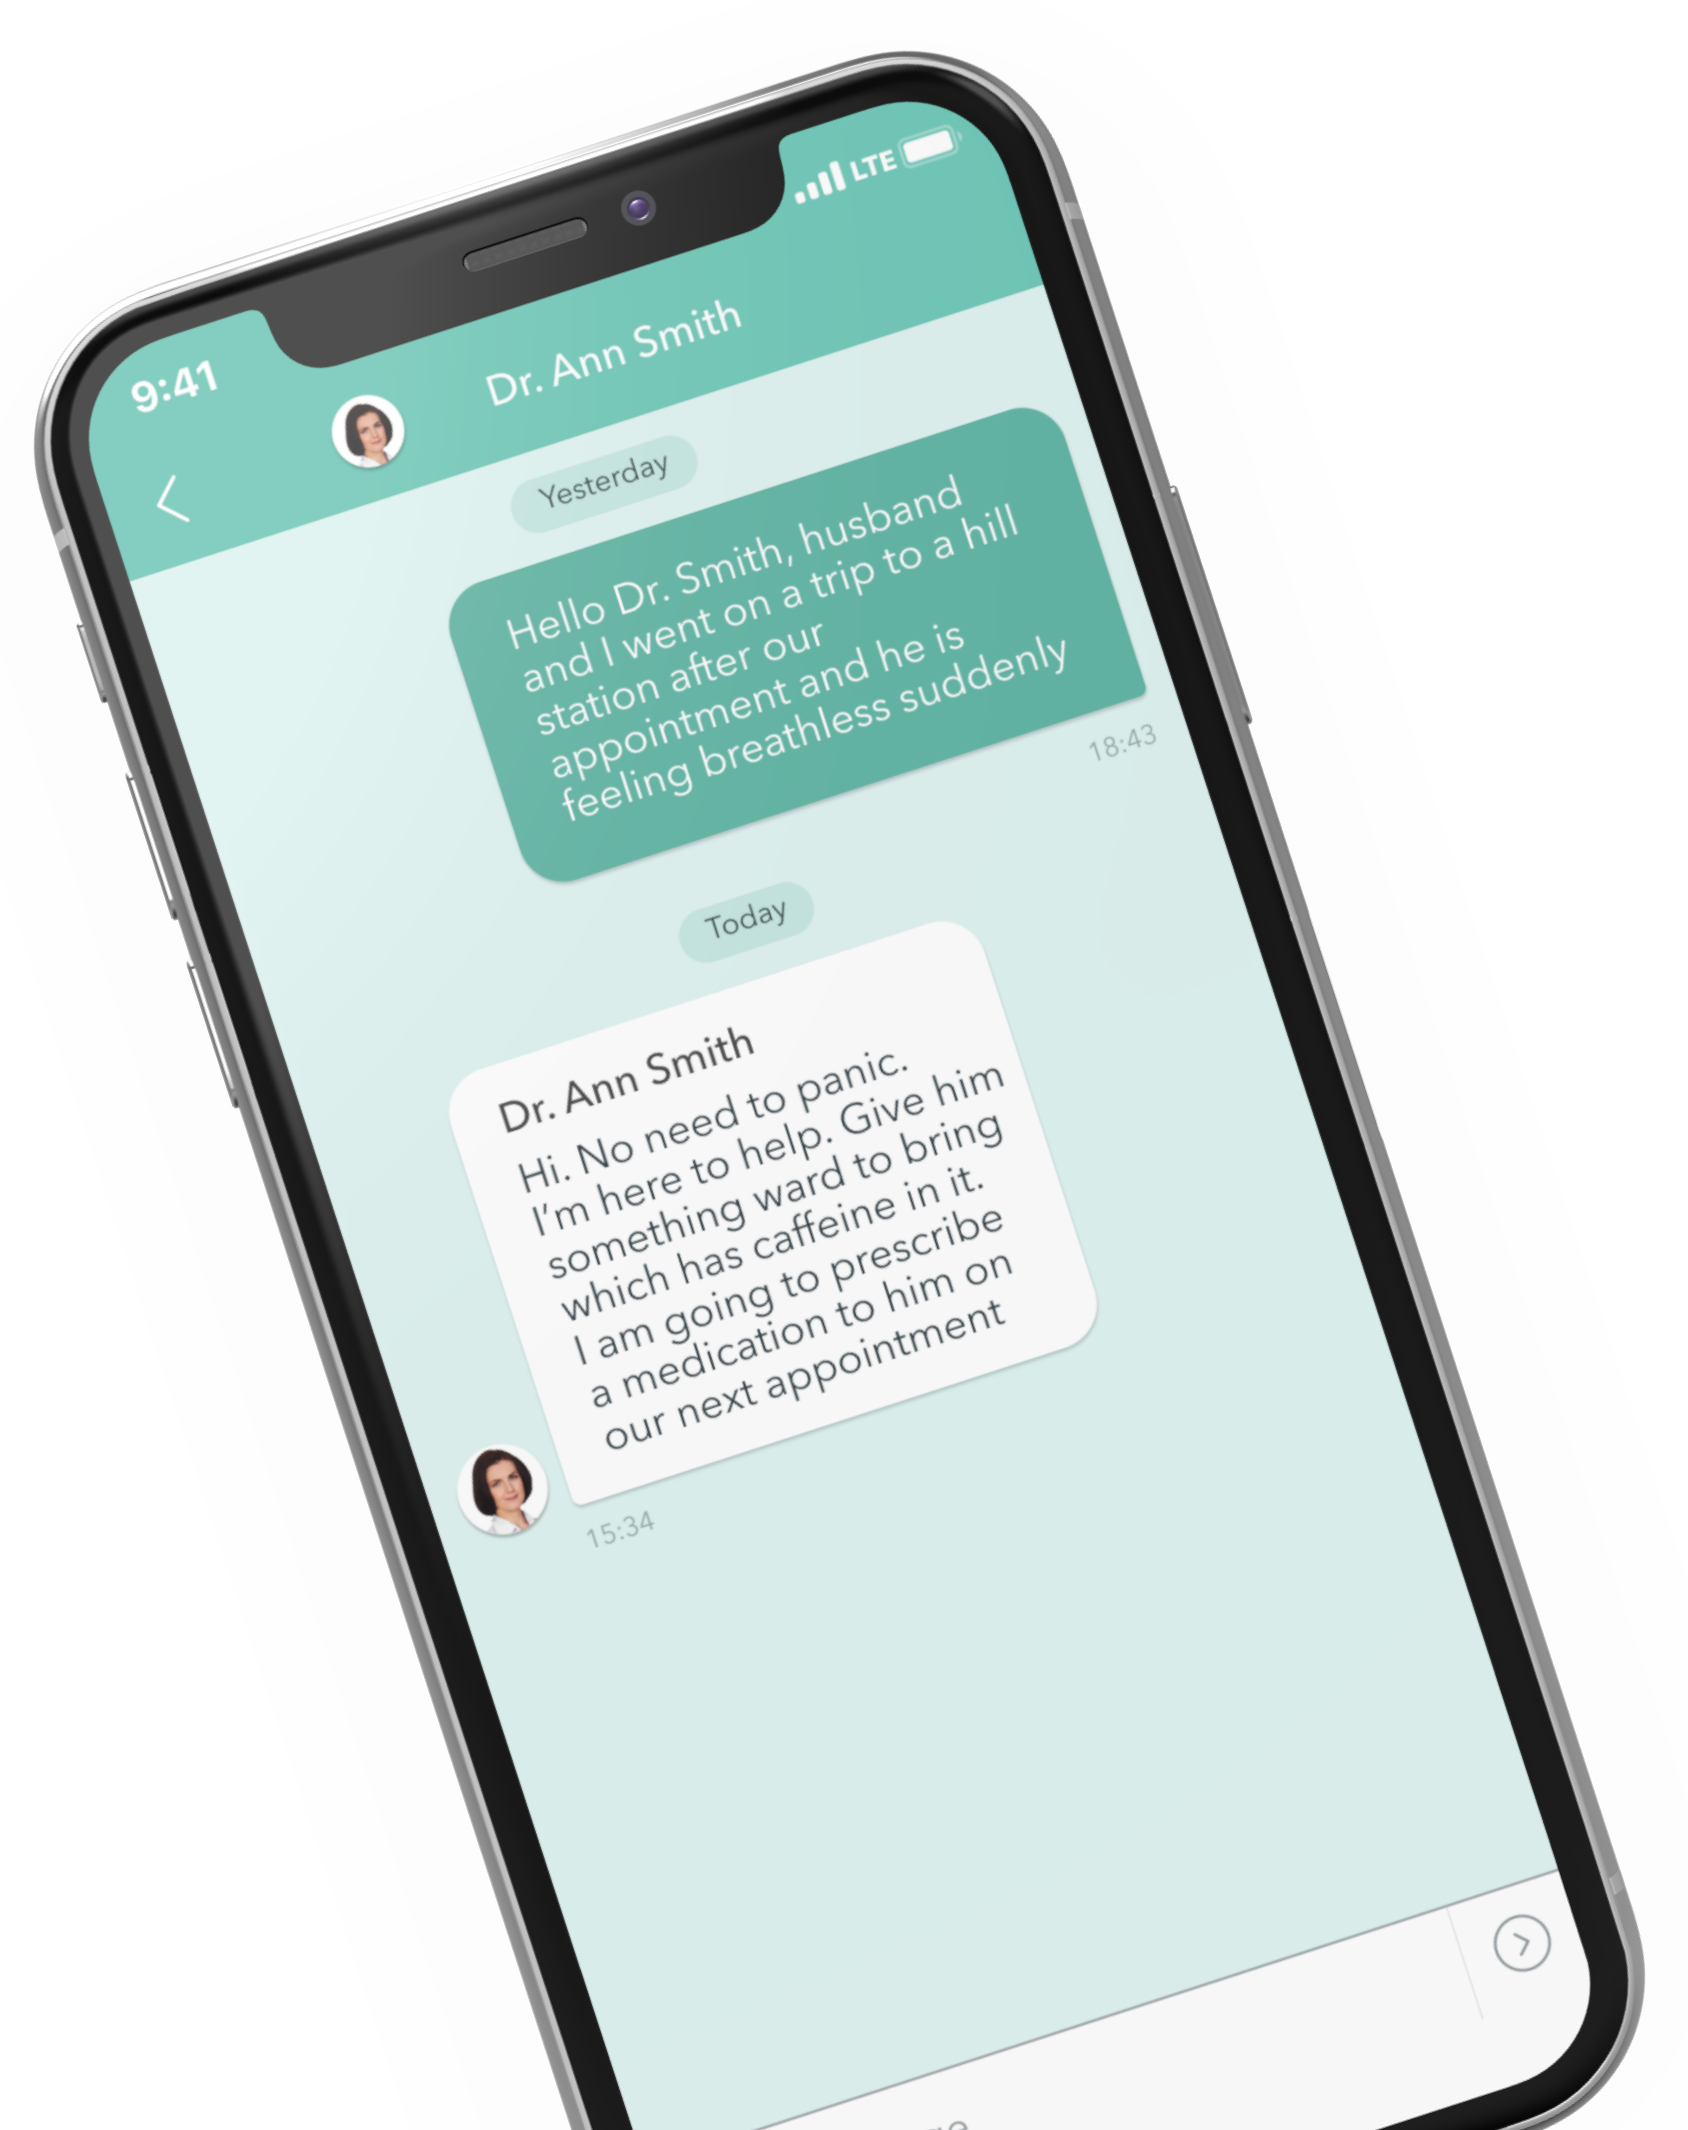 9:41
LTE
Dr. Ann Smith
Yesterday
Hello Dr. Smith, husband
and I went on a trip to a hill
station after our
appointment and he is
feeling breathless suddenly
18:43
Today
Dr. Ann Smith
Hi. No need to panic.
I'm here to help. Give him
something ward to bring
which has caffeine in it.
I am going to prescribe
a medication to him on
our next appointment
15:34